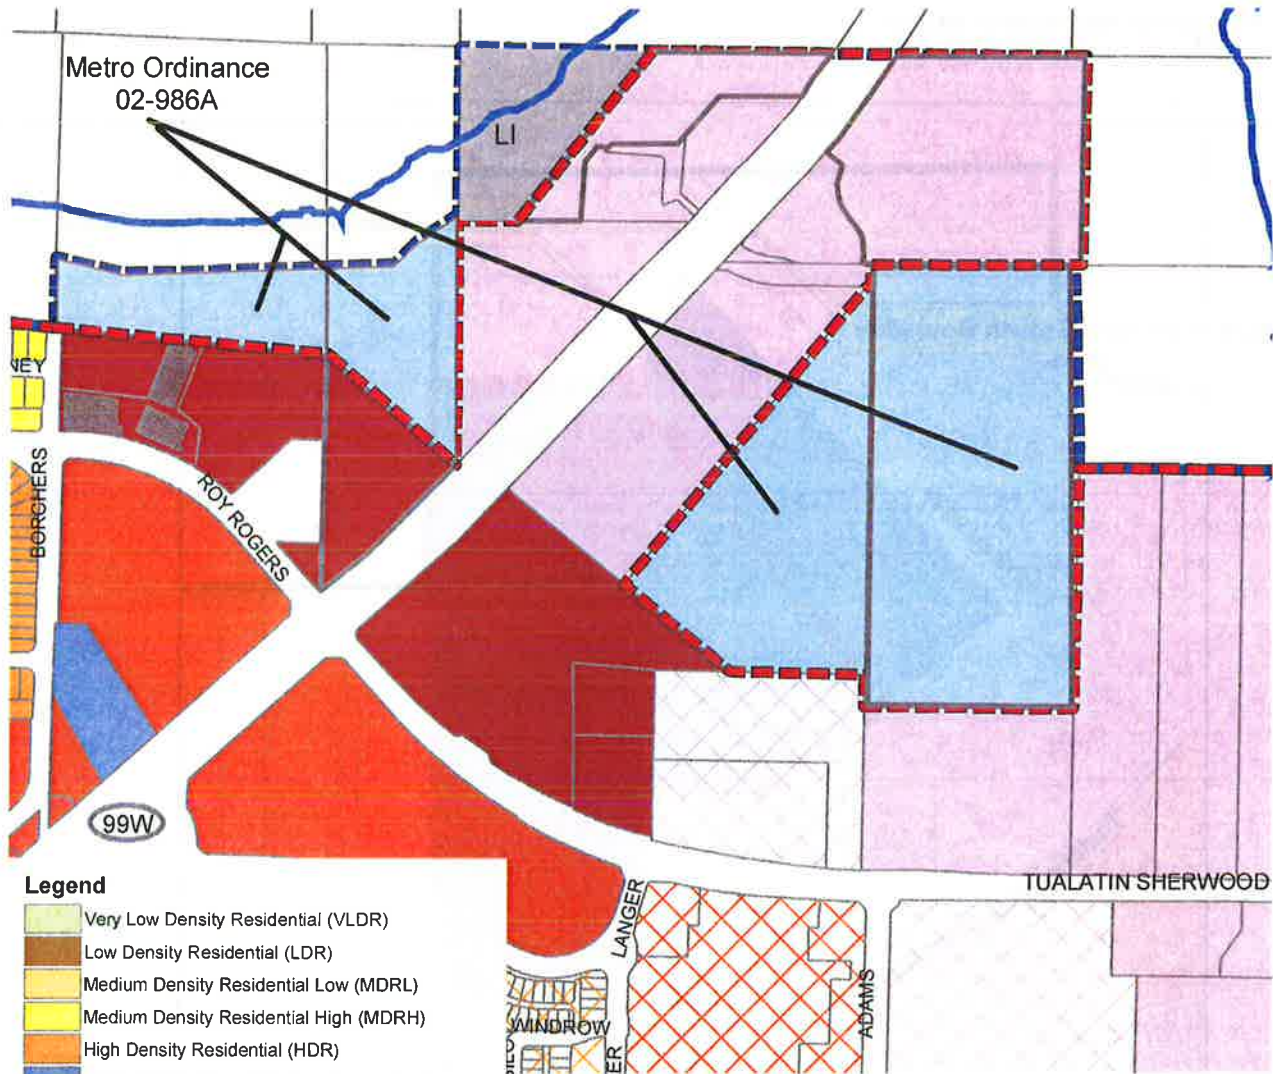 Metro Ordinance
02-986A
LI
NEY
BORCHERS
ROY ROGERS
99W
TUALATIN SHERWOOD
LANGER
ADAMS
WINDROW
ER
Legend
Very Low Density Residential (VLDR)
Low Density Residential (LDR)
Medium Density Residential Low (MDRL)
Medium Density Residential High (MDRH)
High Density Residential (HDR)